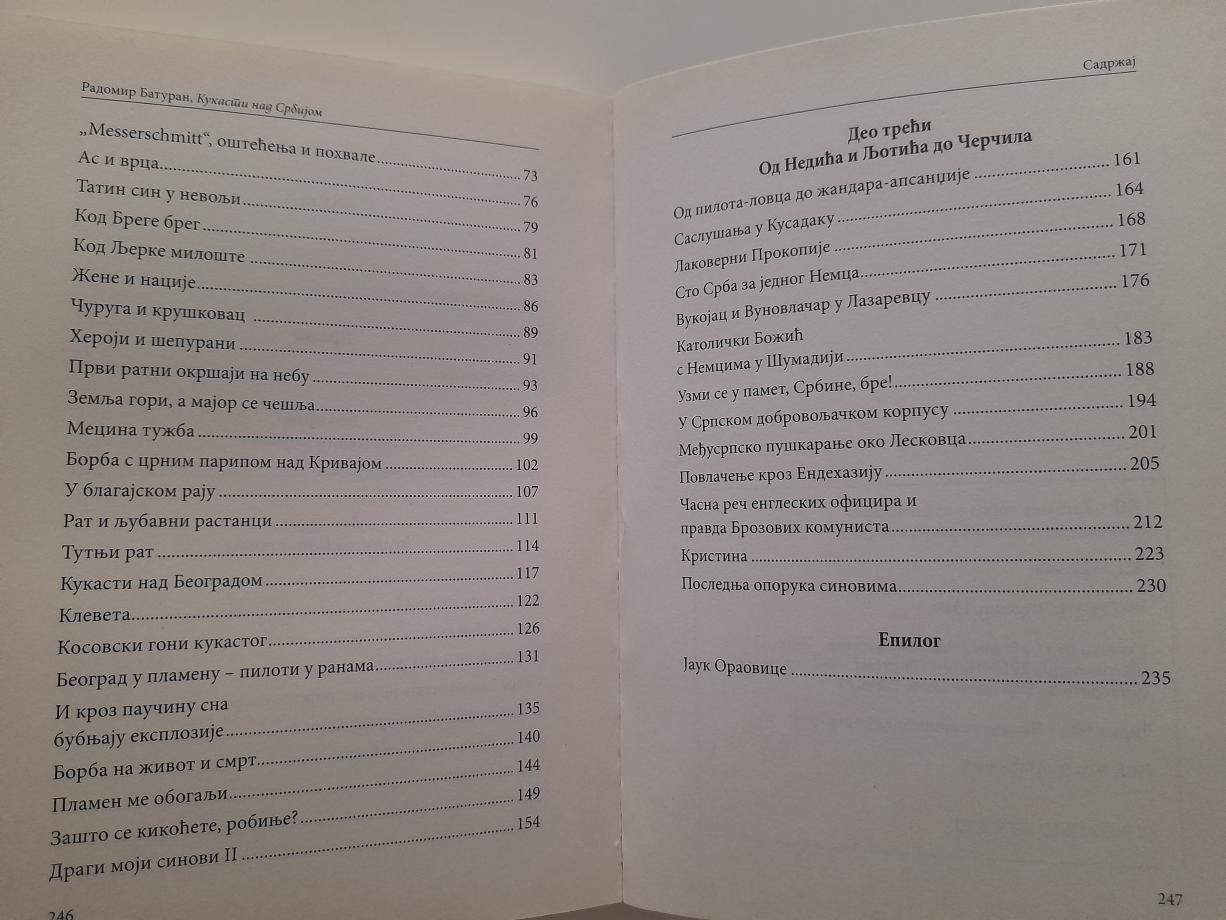 Радомир Батуран, Кукасти над Србијом
„Messerschmitt“, оштећења и похвале 73
Ас и врца 76
Татин син у невољи 79
Код Бреге брег 81
Код Љерке милоште 83
Жене и нације 86
Чуруга и крушковац 89
Хероји и шепурани 91
Први ратни окршаји на небу 93
Земља гори, а мајор се чешља 96
Мецина тужба 99
Борба с црним парипом над Кривајом 102
У благајском рају 107
Рат и љубавни растанци 111
Тутњи рат 114
Кукасти над Београдом 117
Клевета 122
Косовски гони кукастог 126
Београд у пламену – пилоти у ранама 131
И кроз паучину сна
бубњају експлозије 135
Борба на живот и смрт 140
Пламен ме обогаљи 144
Зашто се кикоћете, робиње? 149
Драги моји синови II 154
246
Садржај
Део трећи
Од Недића и Љотића до Черчила
Од пилота-ловца до жандара-апсанџије 161
Саслушања у Кусадаку 164
Лаковерни Прокопије 168
Сто Срба за једног Немца 171
Вукојац и Вуновлачар у Лазаревцу 176
Католички Божић
с Немцима у Шумадији 183
Узми се у памет, Србине, бре! 188
У Српском добровољачком корпусу 194
Међусрпско пушкарање око Лесковца 201
Повлачење кроз Ендехазију 205
Часна реч енглеских официра и
правда Брозових комуниста 212
Кристина 223
Последња опорука синовима 230
Епилог
Јаук Ораовице 235
247